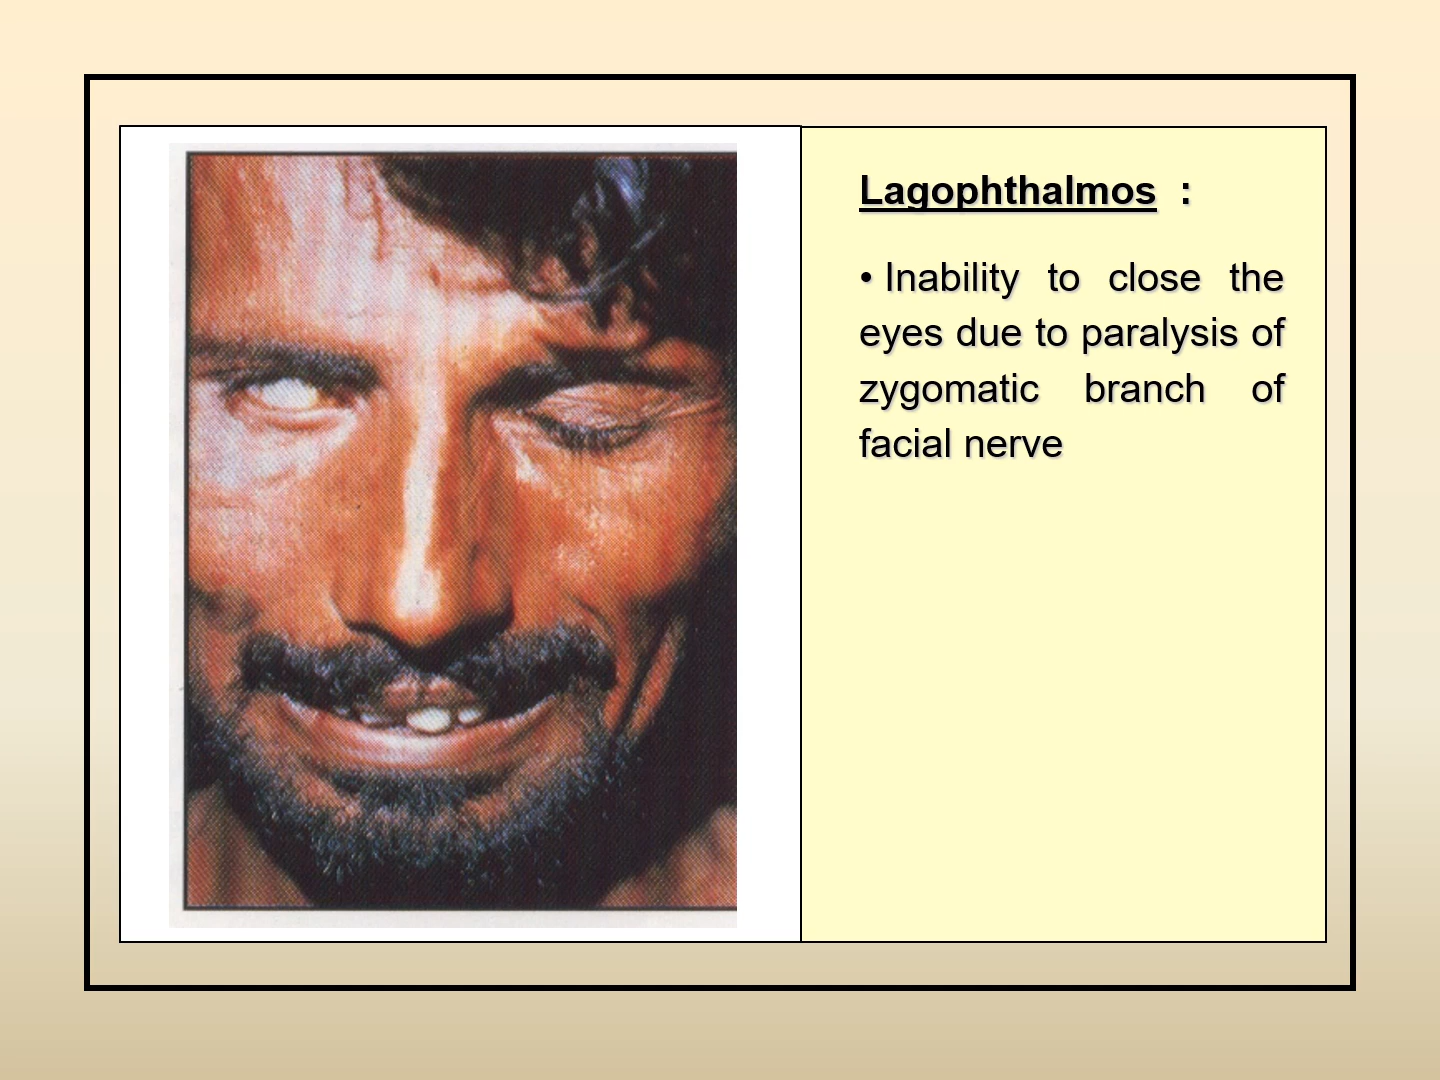 Lagophthalmos :
• Inability to close the
eyes due to paralysis of
zygomatic branch of
facial nerve